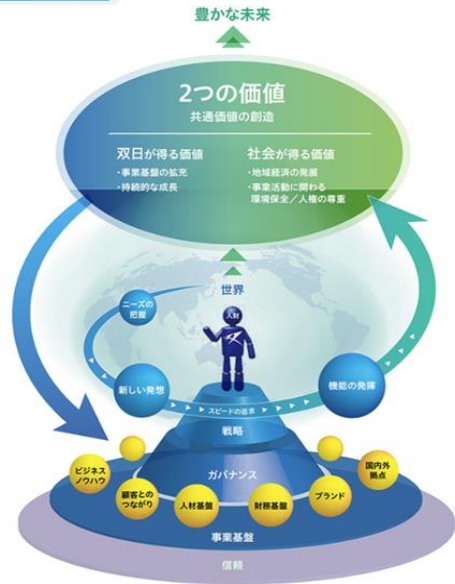 豊かな未来
2つの価値
共通価値の創造
双日が得る価値
・事業基盤の拡充
・持続的な成長
社会が得る価値
・地域経済の発展
・事業活動に関わる
環境保全／人権の尊重
世界
ニーズの
把握
人材
新しい発想
機能の発揮
スピードの追求
戦略
ガバナンス
ビジネス
ノウハウ
顧客との
つながり
人材基盤
財務基盤
ブランド
国内外
拠点
事業基盤
信頼